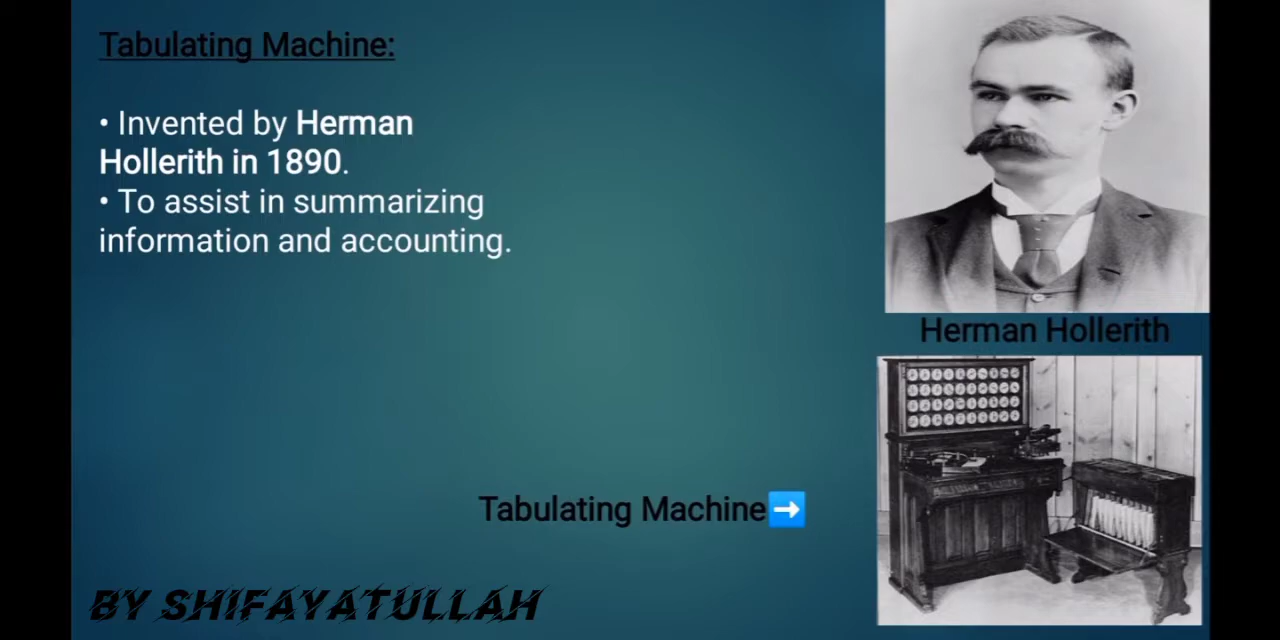 Tabulating Machine:
• Invented by Herman
Hollerith in 1890.
• To assist in summarizing
information and accounting.
Herman Hollerith
Tabulating Machine➡
BY SHIFAYATULLAH